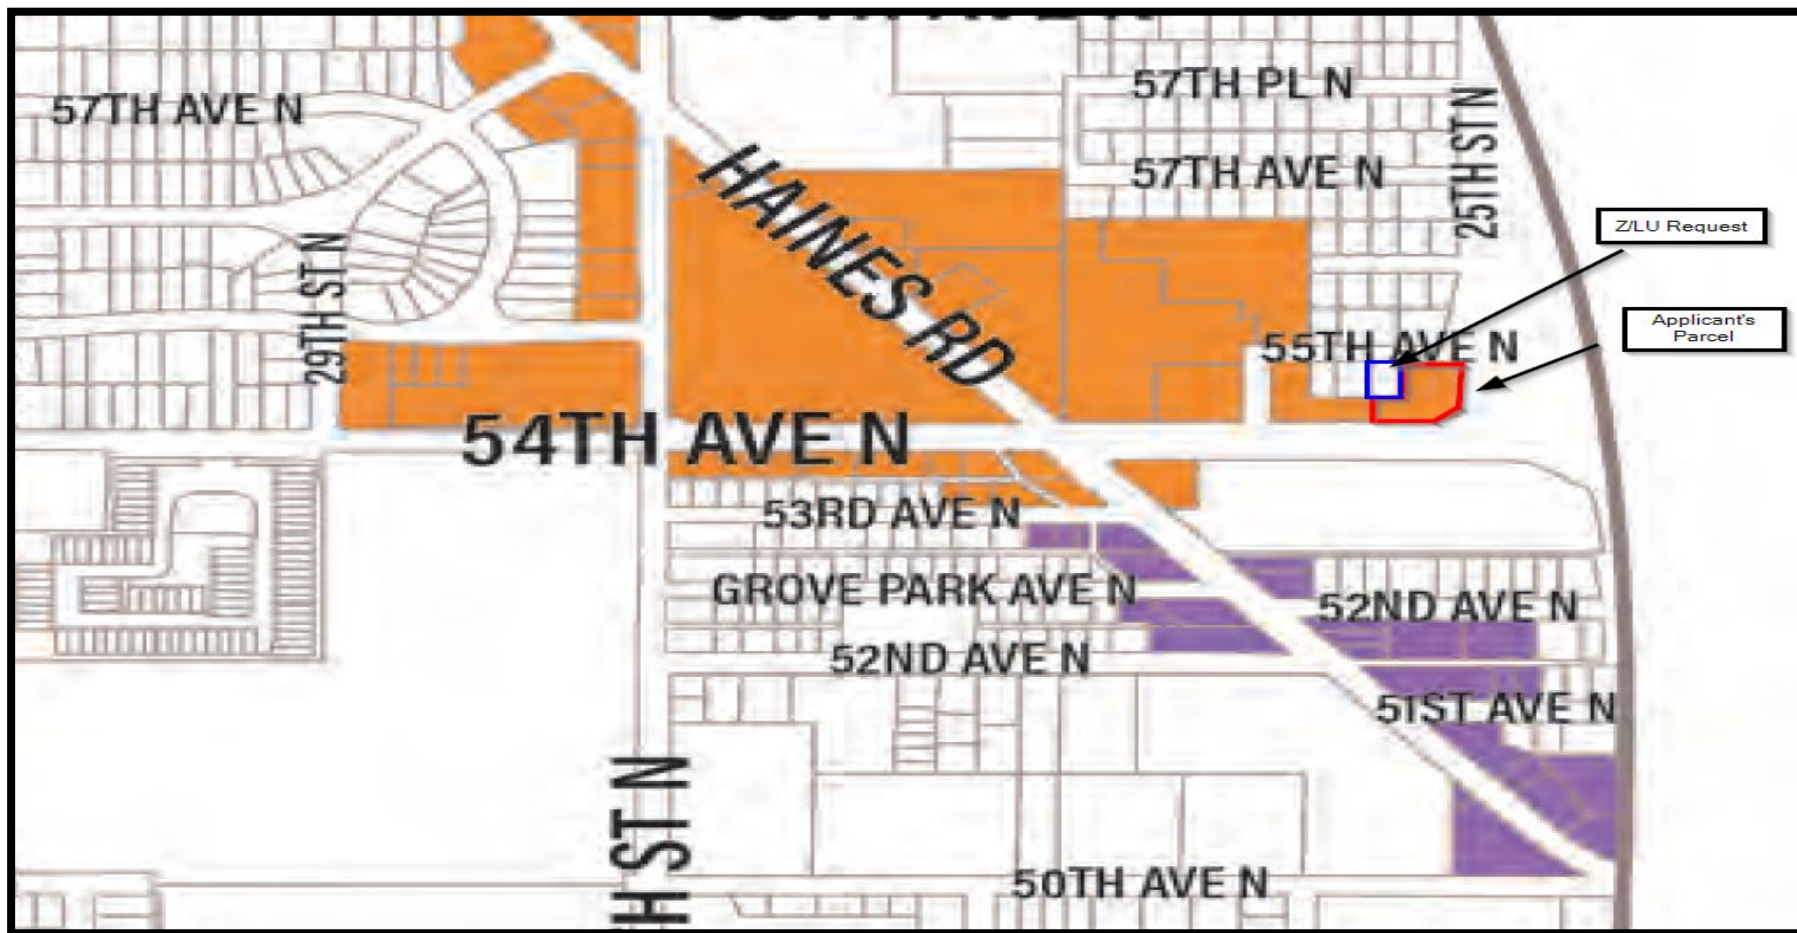 57TH PL N
57TH AVE N
25TH ST N
HAINES RD
57TH AVE N
Z/LU Request
29TH ST N
Applicant's
Parcel
55TH AVE N
54TH AVE N
53RD AVE N
GROVE PARK AVE N
52ND AVE N
52ND AVE N
51ST AVE N
ST N
50TH AVE N